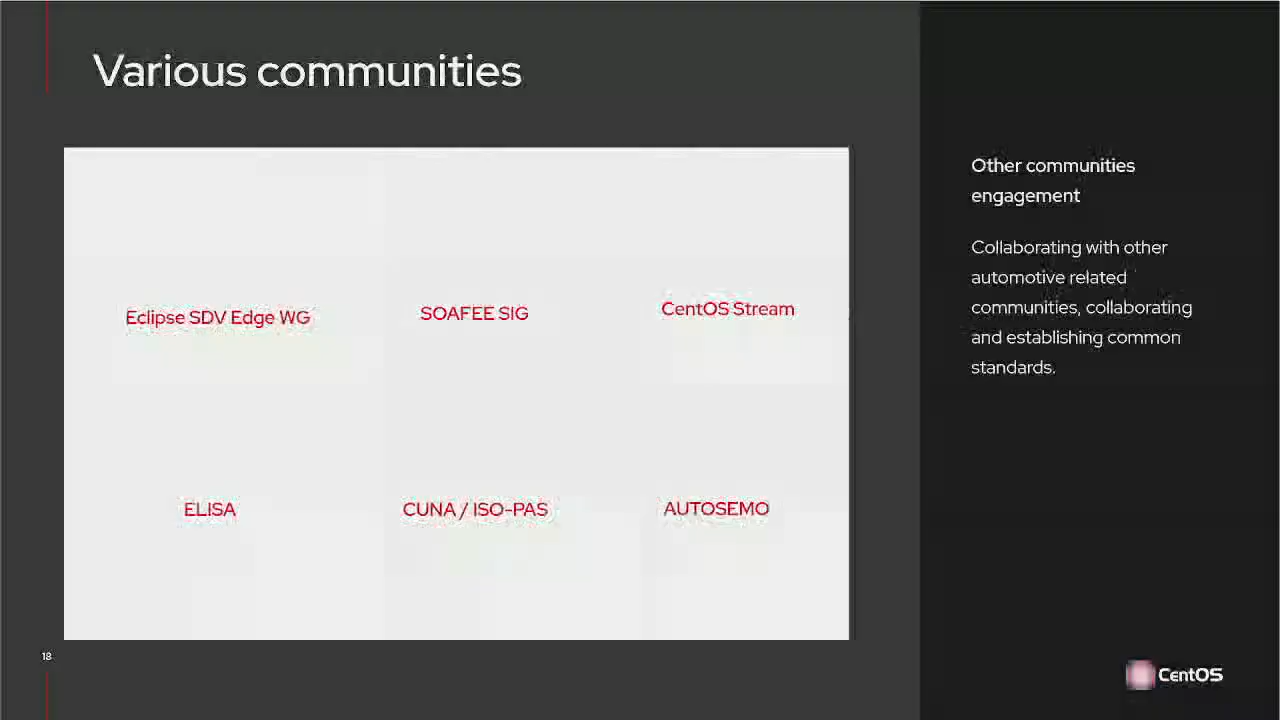 Various communities
Eclipse SDV Edge WG
SOAFEE SIG
CentOS Stream
ELISA
CUNA / ISO-PAS
AUTOSEMO
Other communities
engagement
Collaborating with other
automotive related
communities, collaborating
and establishing common
standards.
18
CentOS